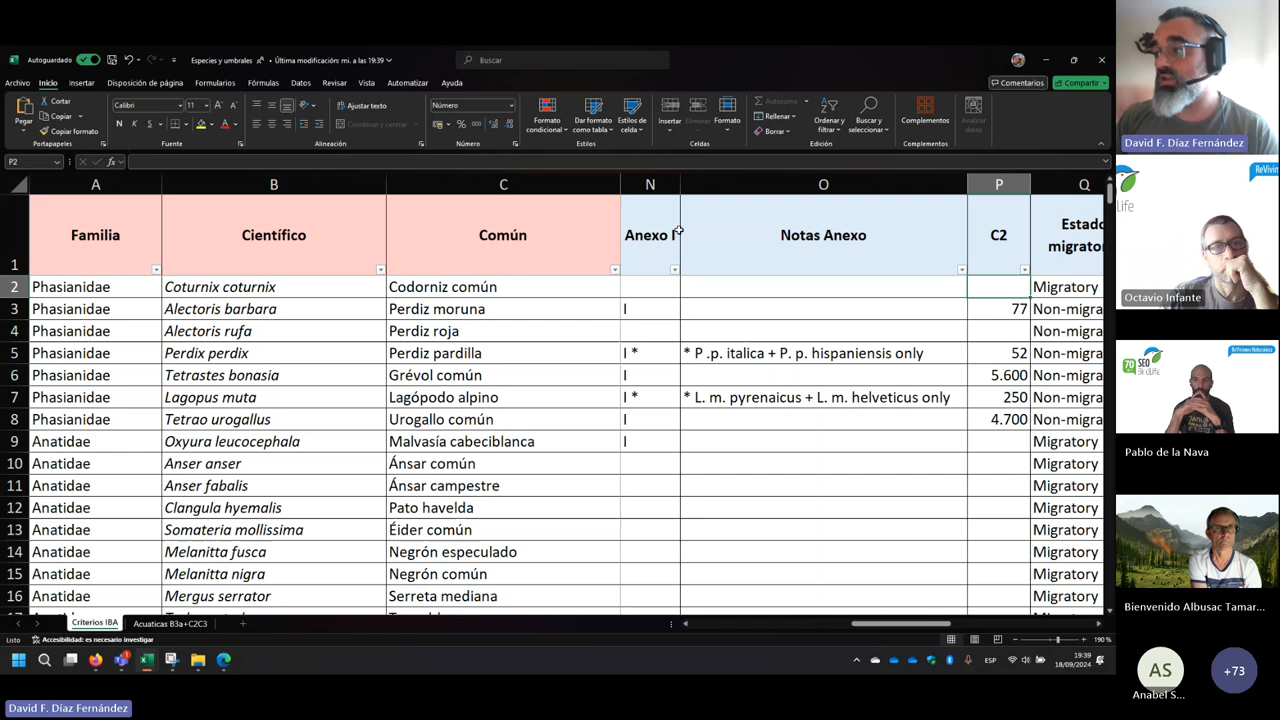 Autoguardado
Especies y umbrales
• Última modificación: mi. a las 19:39
Buscar
Archivo Inicio Insertar Disposición de página Fórmulas Datos Revisar Vista Automatizar Ayuda
Comentarios
Compartir
Pegar
Cortar
Copiar
Copiar formato
Portapapeles
Calibri 11
N K S
Fuente
Ajustar texto
Combinar y centrar
Alineación
Número
% 000
Número
Formato condicional
Dar formato como tabla
Estilos de celda
Estilos
Insertar Eliminar Formato
Celdas
Autosuma
Rellenar
Borrar
Ordenar y filtrar
Buscar y seleccionar
Edición
Complementos
Complementos
Analizar datos
P2
fx
A B C N O P Q
1 Familia Científico Común Anexo I Notas Anexo C2 Estado
2 Phasianidae Coturnix coturnix Codorniz común Migratory
3 Phasianidae Alectoris barbara Perdiz moruna I 77 Non-migra
4 Phasianidae Alectoris rufa Perdiz roja Non-migra
5 Phasianidae Perdix perdix Perdiz pardilla I * * P .p. italica + P. p. hispaniensis only 52 Non-migra
6 Phasianidae Tetrastes bonasia Grévol común I 5.600 Non-migra
7 Phasianidae Lagopus muta Lagópodo alpino I * * L. m. pyrenaicus + L. m. helveticus only 250 Non-migra
8 Phasianidae Tetrao urogallus Urogallo común I 4.700 Non-migra
9 Anatidae Oxyura leucocephala Malvasía cabeciblanca I Migratory
10 Anatidae Anser anser Ánsar común Migratory
11 Anatidae Anser fabalis Ánsar campestre Migratory
12 Anatidae Clangula hyemalis Pato havelda Migratory
13 Anatidae Somateria mollissima Éider común Migratory
14 Anatidae Melanitta fusca Negrón especulado Migratory
15 Anatidae Melanitta nigra Negrón común Migratory
16 Anatidae Mergus serrator Serreta mediana Migratory
Criterios IBA
Acuaticas B3a+C2C3
Listo
Accesibilidad: es necesario investigar
190 %
ESP
19:39
18/09/2024
David F. Díaz Fernández
David F. Díaz Fernández
Octavio Infante
Pablo de la Nava
Bienvenido Albusac Tamar...
AS
Anabel S...
+73